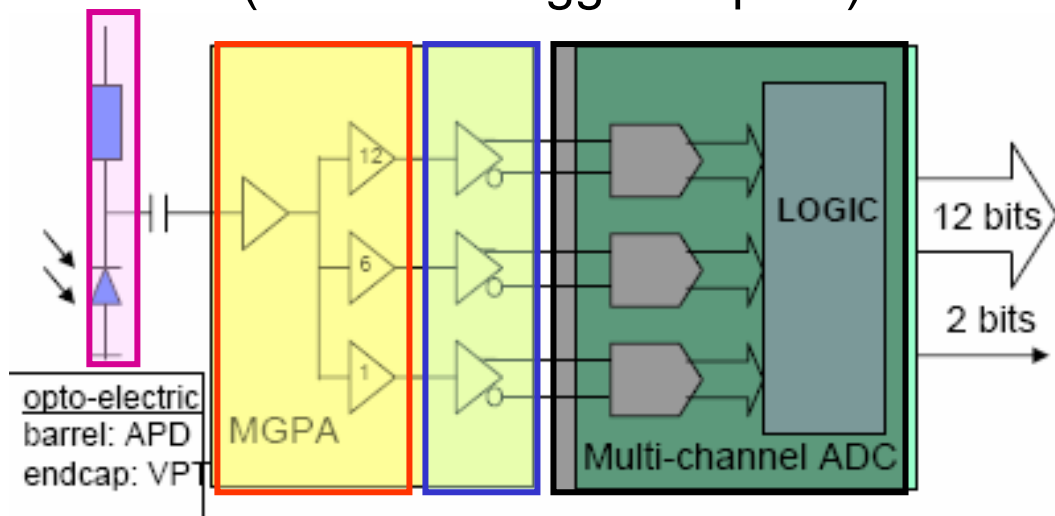 12
6
1
LOGIC
12 bits
2 bits
opto-electric
barrel: APD
endcap: VPT
MGPA
Multi-channel ADC